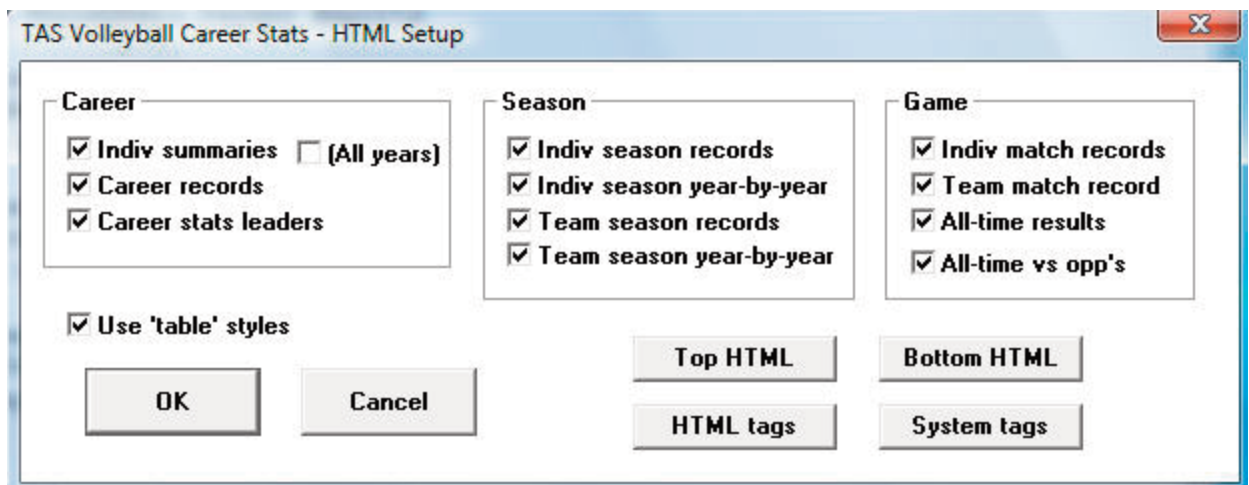 TAS Volleyball Career Stats - HTML Setup
Career
Indiv summaries (All years)
Career records
Career stats leaders
Season
Indiv season records
Indiv season year-by-year
Team season records
Team season year-by-year
Game
Indiv match records
Team match record
All-time results
All-time vs opp's
Use 'table' styles
OK Cancel
Top HTML Bottom HTML
HTML tags System tags